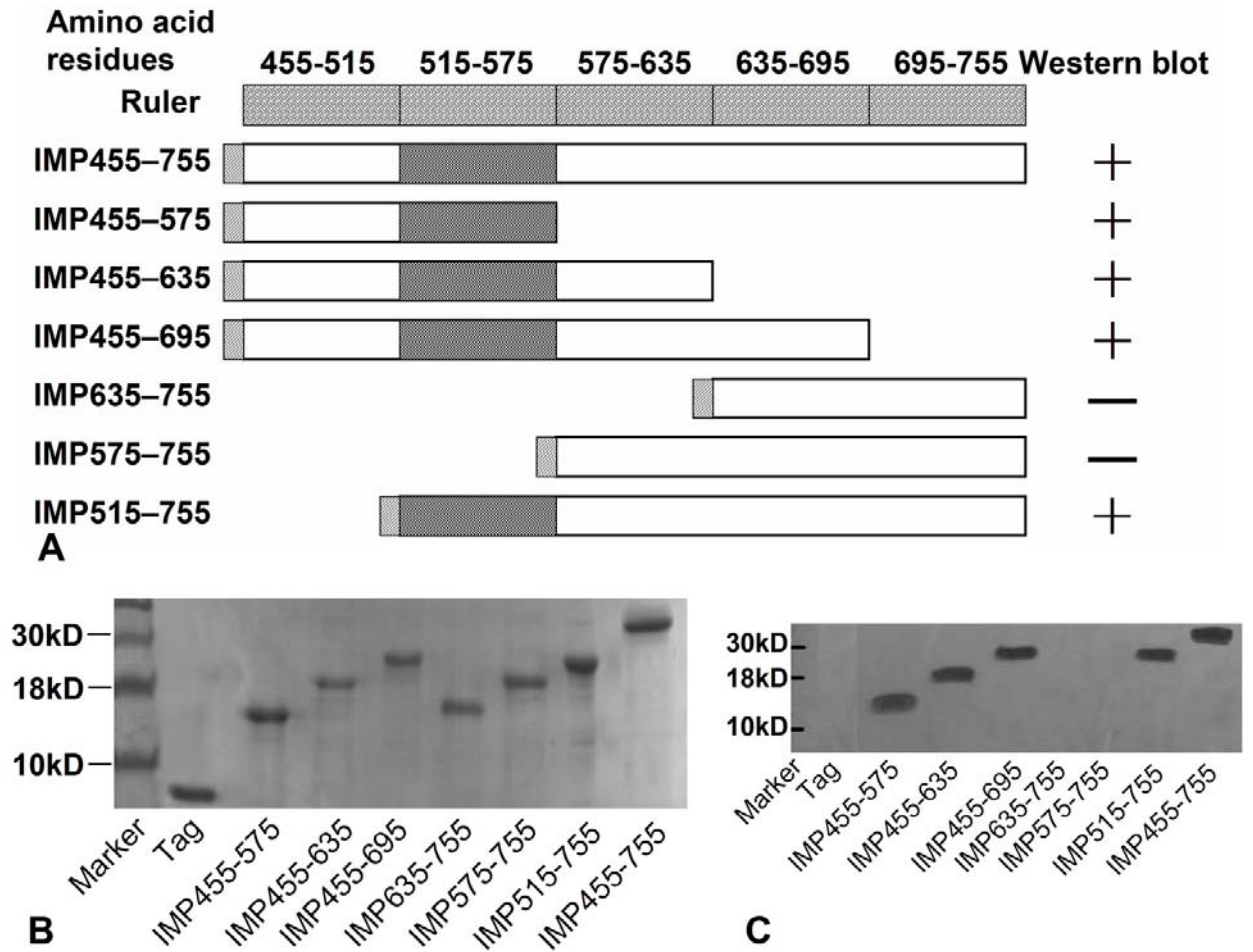 Amino acid
residues
455-515 515-575 575-635 635-695 695-755 Western blot
Ruler
IMP455–755 +
IMP455–575 +
IMP455–635 +
IMP455–695 +
IMP635–755 —
IMP575–755 —
IMP515–755 +
A
30kD
18kD
10kD
Marker
Tag
IMP455-575
IMP455-635
IMP455-695
IMP635-755
IMP575-755
IMP515-755
IMP455-755
B
30kD
18kD
10kD
Marker
Tag
IMP455-575
IMP455-635
IMP455-695
IMP635-755
IMP575-755
IMP515-755
IMP455-755
C